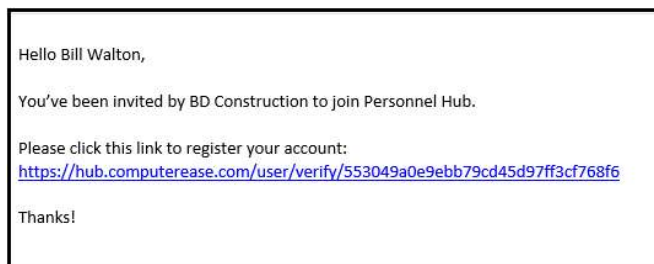 Hello Bill Walton,
You’ve been invited by BD Construction to join Personnel Hub.
Please click this link to register your account:
https://hub.computerease.com/user/verify/553049a0e9ebb79cd45d97ff3cf768f6
Thanks!